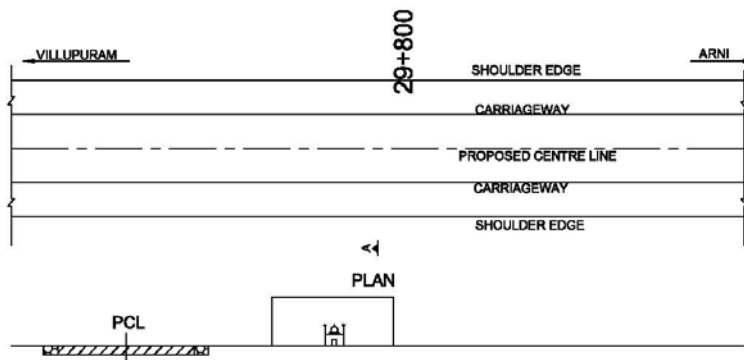 VILLUPURAM
29+800
ARNI
SHOULDER EDGE
CARRIAGEWAY
PROPOSED CENTRE LINE
CARRIAGEWAY
SHOULDER EDGE
A
PLAN
PCL